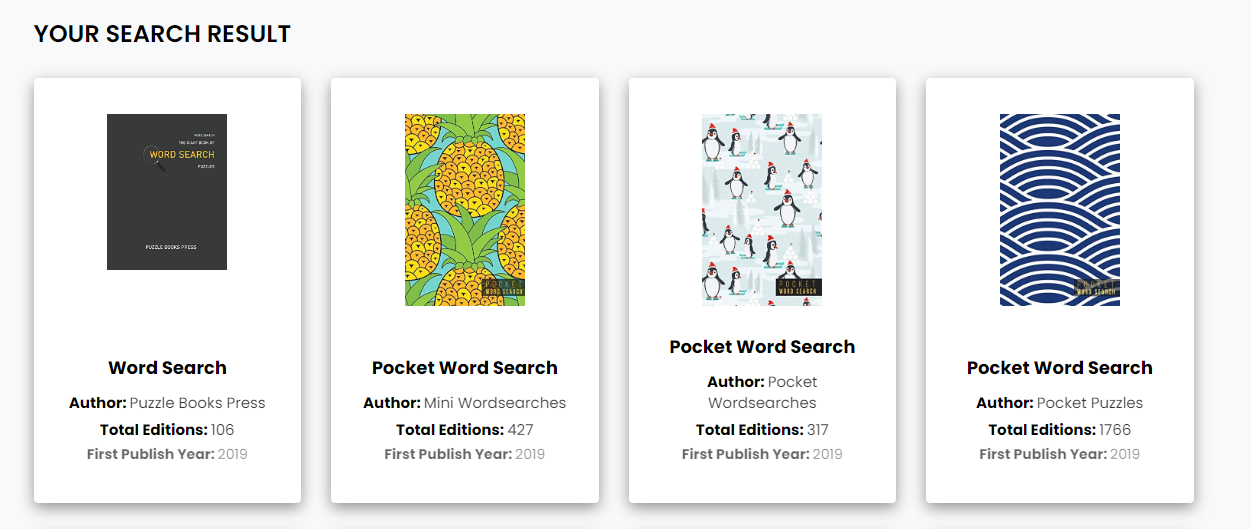 YOUR SEARCH RESULT
WORD SEARCH
THE GIANT BOOK OF
WORD SEARCH
PUZZLES
PUZZLE BOOKS PRESS
POCKET
WORD SEARCH
POCKET
WORD SEARCH
POCKET
WORD SEARCH
Word Search
Author: Puzzle Books Press
Total Editions: 106
First Publish Year: 2019
Pocket Word Search
Author: Mini Wordsearches
Total Editions: 427
First Publish Year: 2019
Pocket Word Search
Author: Pocket
Wordsearches
Total Editions: 317
First Publish Year: 2019
Pocket Word Search
Author: Pocket Puzzles
Total Editions: 1766
First Publish Year: 2019